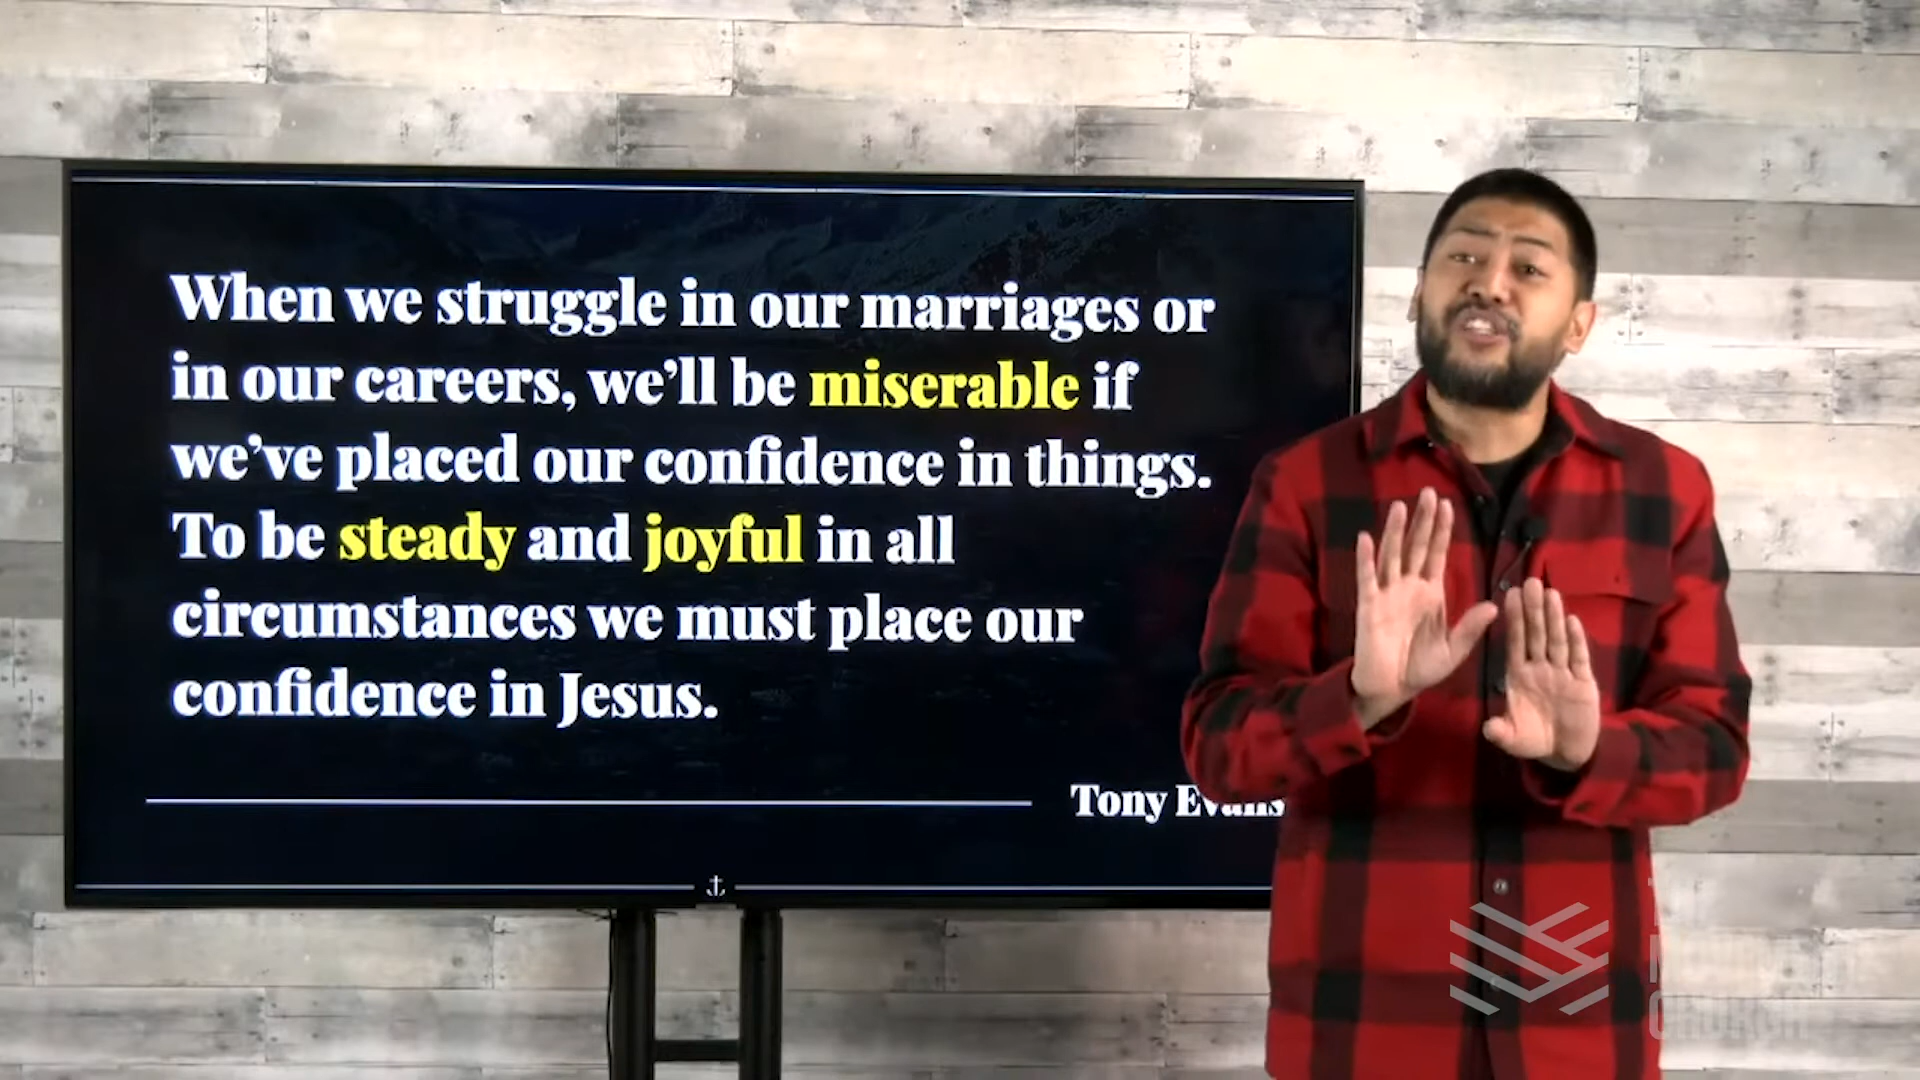 When we struggle in our marriages or
in our careers, we’ll be miserable if
we’ve placed our confidence in things.
To be steady and joyful in all
circumstances we must place our
confidence in Jesus.
Tony Evans
CHURCH